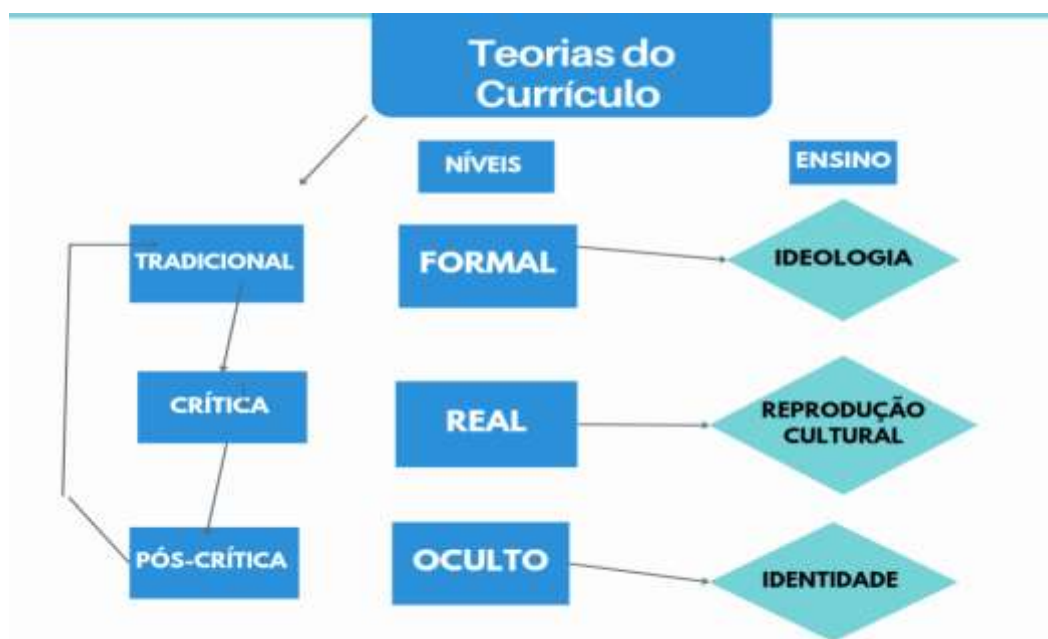 Teorias do
Currículo
NÍVEIS
ENSINO
TRADICIONAL
FORMAL
IDEOLOGIA
CRÍTICA
REAL
REPRODUÇÃO
CULTURAL
PÓS-CRÍTICA
OCULTO
IDENTIDADE